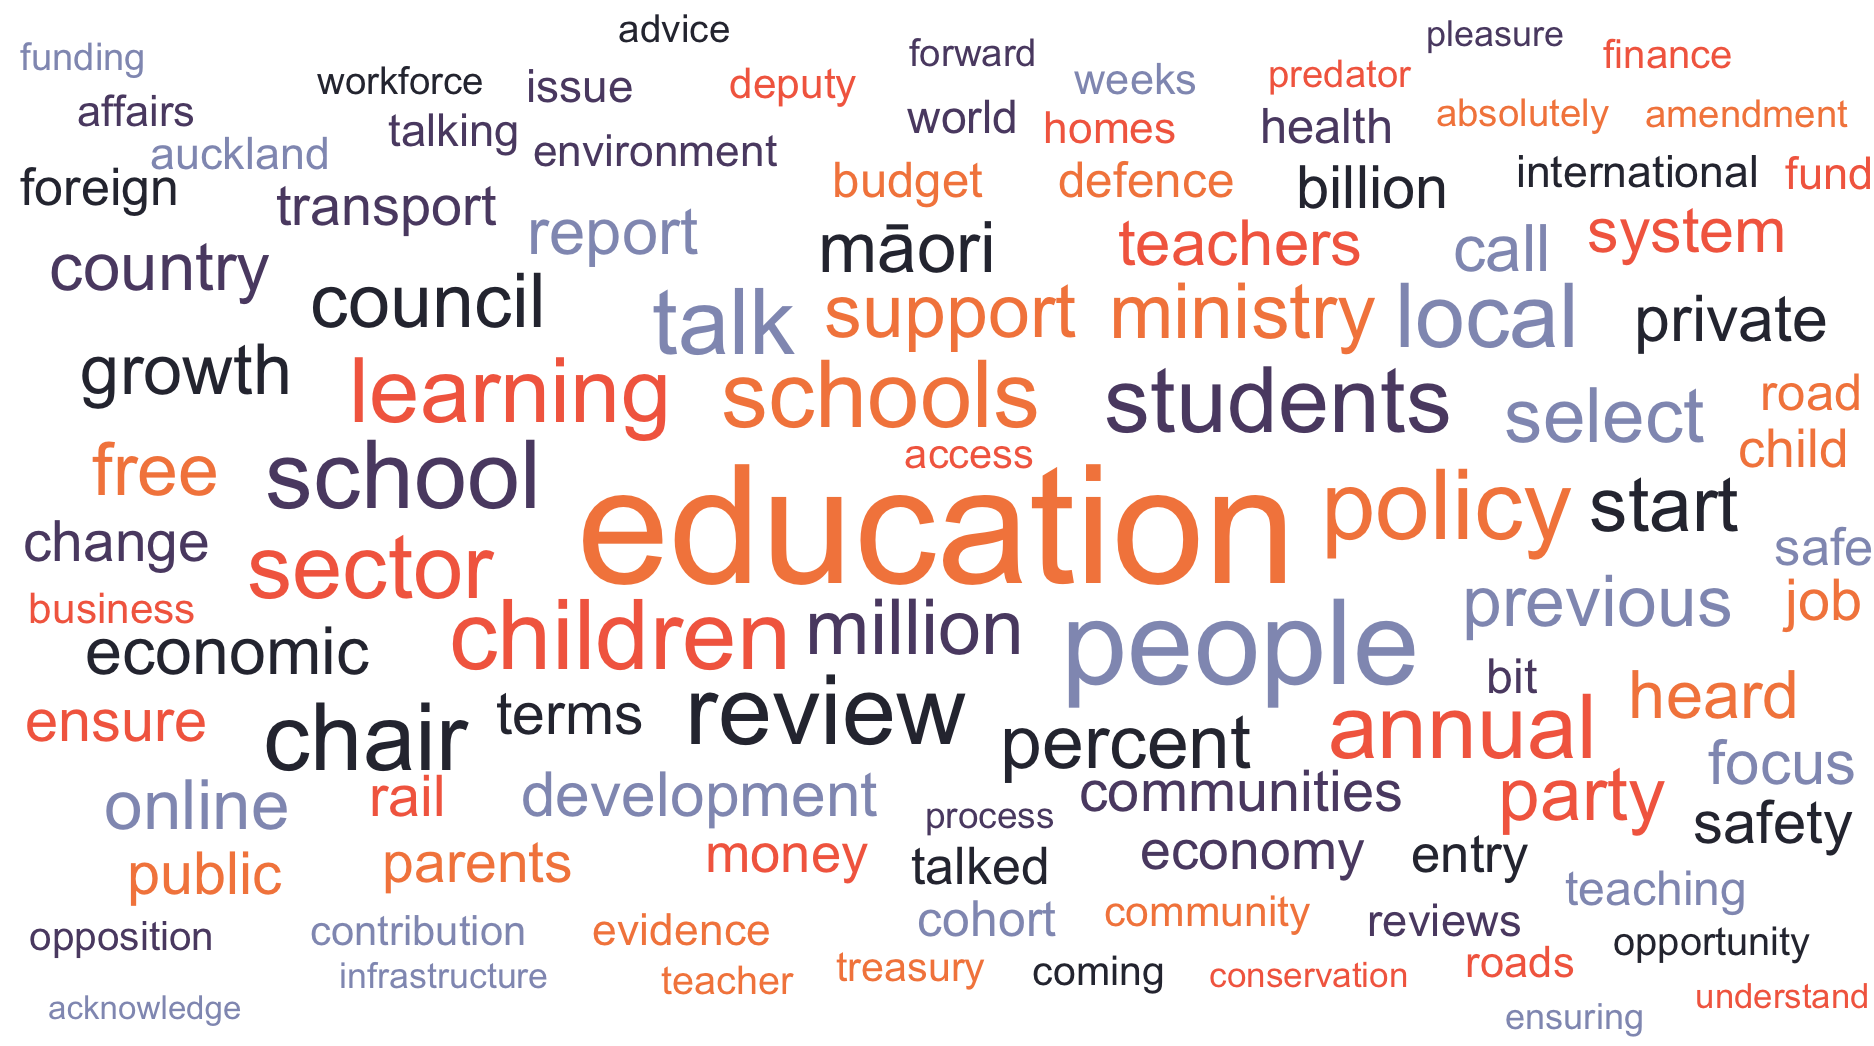 advice
pleasure
funding workforce issue deputy forward weeks predator finance
affairs talking world homes health absolutely amendment
auckland environment
foreign transport budget defence billion international fund
report māori teachers call system
country council talk support ministry local private
growth learning schools students select road
access child
free school education policy start
change sector safe
business children million people previous job
economic bit
ensure chair terms review percent annual heard
online rail development communities party focus
process safety
public parents money talked economy entry
teaching
opposition contribution evidence cohort community reviews opportunity
infrastructure teacher treasury coming conservation roads
acknowledge ensuring understand